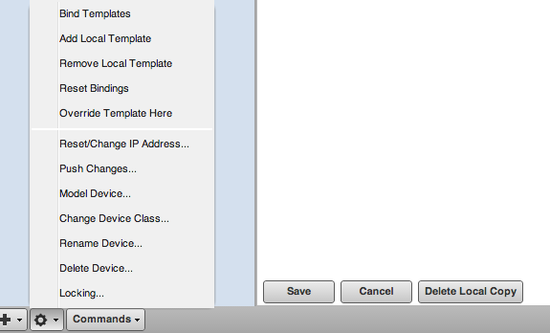 Bind Templates
Add Local Template
Remove Local Template
Reset Bindings
Override Template Here
Reset/Change IP Address...
Push Changes...
Model Device...
Change Device Class...
Rename Device...
Delete Device...
Locking...
Save Cancel Delete Local Copy
Commands